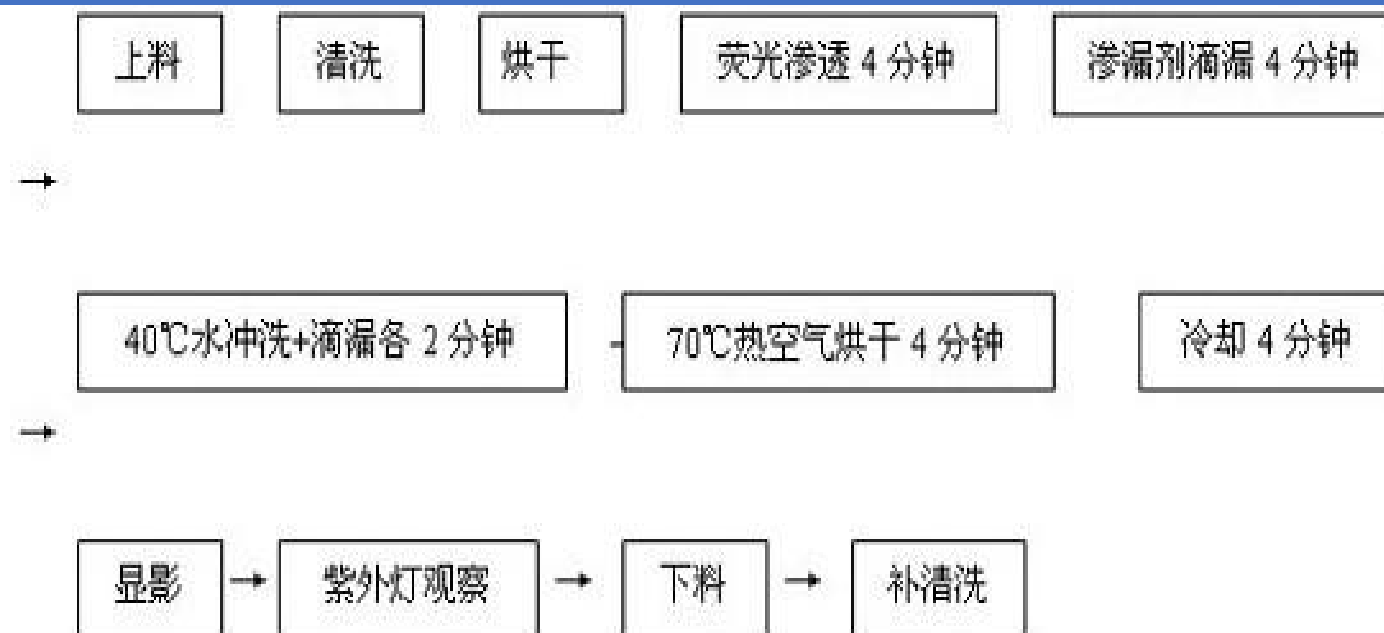 上料 清洗 烘干 荧光渗透 4 分钟 渗漏剂滴漏 4 分钟
→
40℃水冲洗+滴漏各 2 分钟 - 70℃热空气烘干 4 分钟 冷却 4 分钟
→
显影 → 紫外灯观察 → 下料 → 补清洗